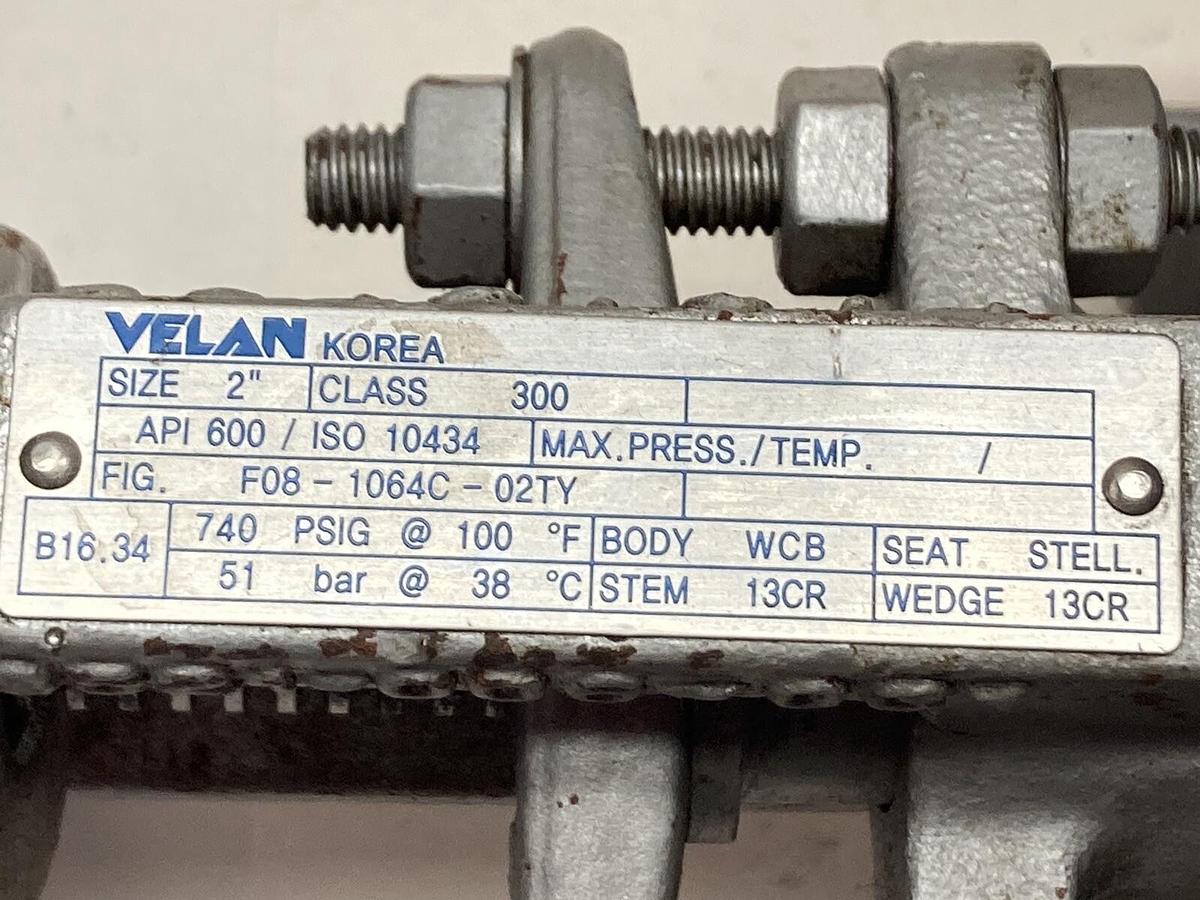 VELAN KOREA
SIZE 2" CLASS 300
API 600 / ISO 10434 MAX.PRESS./TEMP. /
FIG. F08-1064C-02TY
B16.34 740 PSIG @ 100 °F BODY WCB SEAT STELL.
51 bar @ 38 °C STEM 13CR WEDGE 13CR